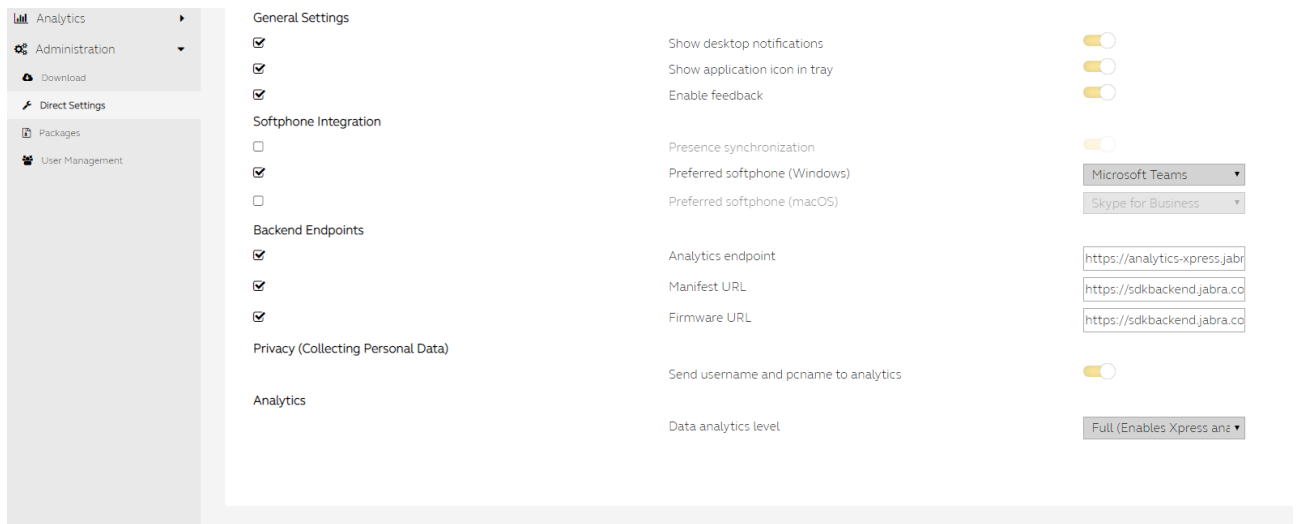 Analytics
Administration
Download
Direct Settings
Packages
User Management
General Settings
Show desktop notifications
Show application icon in tray
Enable feedback
Softphone Integration
Presence synchronization
Preferred softphone (Windows) Microsoft Teams
Preferred softphone (macOS) Skype for Business
Backend Endpoints
Analytics endpoint https://analytics-xpress.jabr
Manifest URL https://sdkbackend.jabra.co
Firmware URL https://sdkbackend.jabra.co
Privacy (Collecting Personal Data)
Send username and pcname to analytics
Analytics
Data analytics level Full (Enables Xpress ana